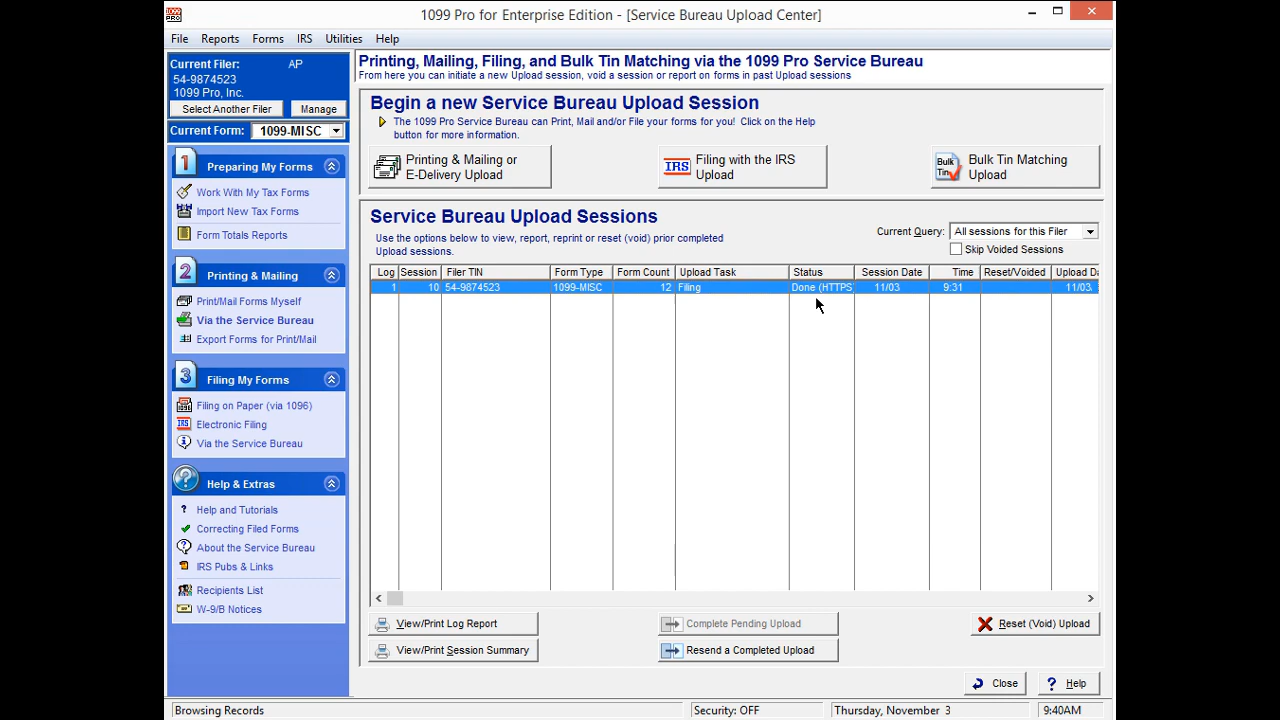 1099 Pro for Enterprise Edition - [Service Bureau Upload Center]
File Reports Forms IRS Utilities Help
Current Filer: AP
54-9874523
1099 Pro, Inc.
Select Another Filer Manage
Current Form: 1099-MISC
1 Preparing My Forms
Work With My Tax Forms
Import New Tax Forms
Form Totals Reports
2 Printing & Mailing
Print/Mail Forms Myself
Via the Service Bureau
Export Forms for Print/Mail
3 Filing My Forms
Filing on Paper (via 1096)
Electronic Filing
Via the Service Bureau
Help & Extras
Help and Tutorials
Correcting Filed Forms
About the Service Bureau
IRS Pubs & Links
Recipients List
W-9/B Notices
Printing, Mailing, Filing, and Bulk Tin Matching via the 1099 Pro Service Bureau
From here you can initiate a new Upload session, void a session or report on forms in past Upload sessions
Begin a new Service Bureau Upload Session
The 1099 Pro Service Bureau can Print, Mail and/or File your forms for you! Click on the Help
button for more information.
Printing & Mailing or
E-Delivery Upload
IRS Filing with the IRS
Upload
Bulk Tin Bulk Tin Matching
Upload
Service Bureau Upload Sessions
Use the options below to view, report, reprint or reset (void) prior completed
Upload sessions.
Current Query: All sessions for this Filer
Skip Voided Sessions
Log Session Filer TIN Form Type Form Count Upload Task Status Session Date Time Reset/Voided Upload Da
1 10 54-9874523 1099-MISC 12 Filing Done (HTTPS 11/03 9:31 11/03
View/Print Log Report Complete Pending Upload Reset (Void) Upload
View/Print Session Summary Resend a Completed Upload
Close Help
Browsing Records Security: OFF Thursday, November 3 9:40AM